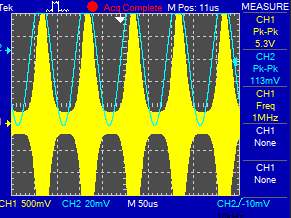 Tek Acq Complete M Pos: 11us MEASURE
CH1
Pk-Pk
5.3V
CH2
Pk-Pk
113mV
CH1
Freq
1MHz
CH1
None
CH1
None
CH1 500mV CH2 20mV M 50us CH2/-10mV